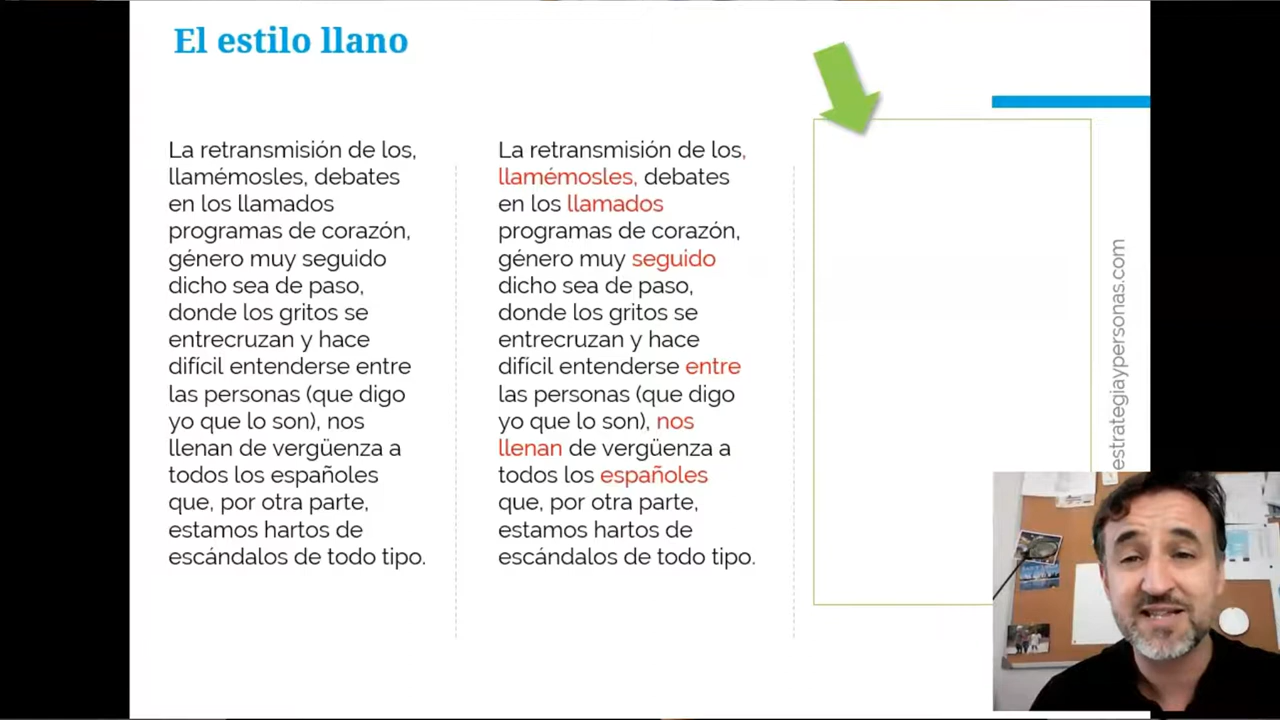 El estilo llano
La retransmisión de los,
llamémosles, debates
en los llamados
programas de corazón,
género muy seguido
dicho sea de paso,
donde los gritos se
entrecruzan y hace
difícil entenderse entre
las personas (que digo
yo que lo son), nos
llenan de vergüenza a
todos los españoles
que, por otra parte,
estamos hartos de
escándalos de todo tipo.
La retransmisión de los,
llamémosles, debates
en los llamados
programas de corazón,
género muy seguido
dicho sea de paso,
donde los gritos se
entrecruzan y hace
difícil entenderse entre
las personas (que digo
yo que lo son), nos
llenan de vergüenza a
todos los españoles
que, por otra parte,
estamos hartos de
escándalos de todo tipo.
estrategiaypersonas.com